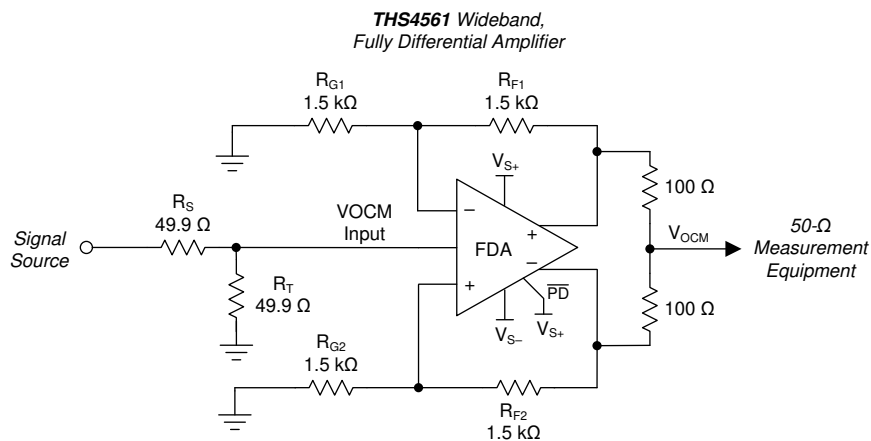 THS4561 Wideband,
Fully Differential Amplifier
RG1
1.5 kΩ
RF1
1.5 kΩ
VS+
100 Ω
RS
49.9 Ω
VOCM
Input
Signal
Source
–
+
FDA
–
+
VOCM
50-Ω
Measurement
Equipment
RT
49.9 Ω
PD
VS–
VS+
100 Ω
RG2
1.5 kΩ
RF2
1.5 kΩ